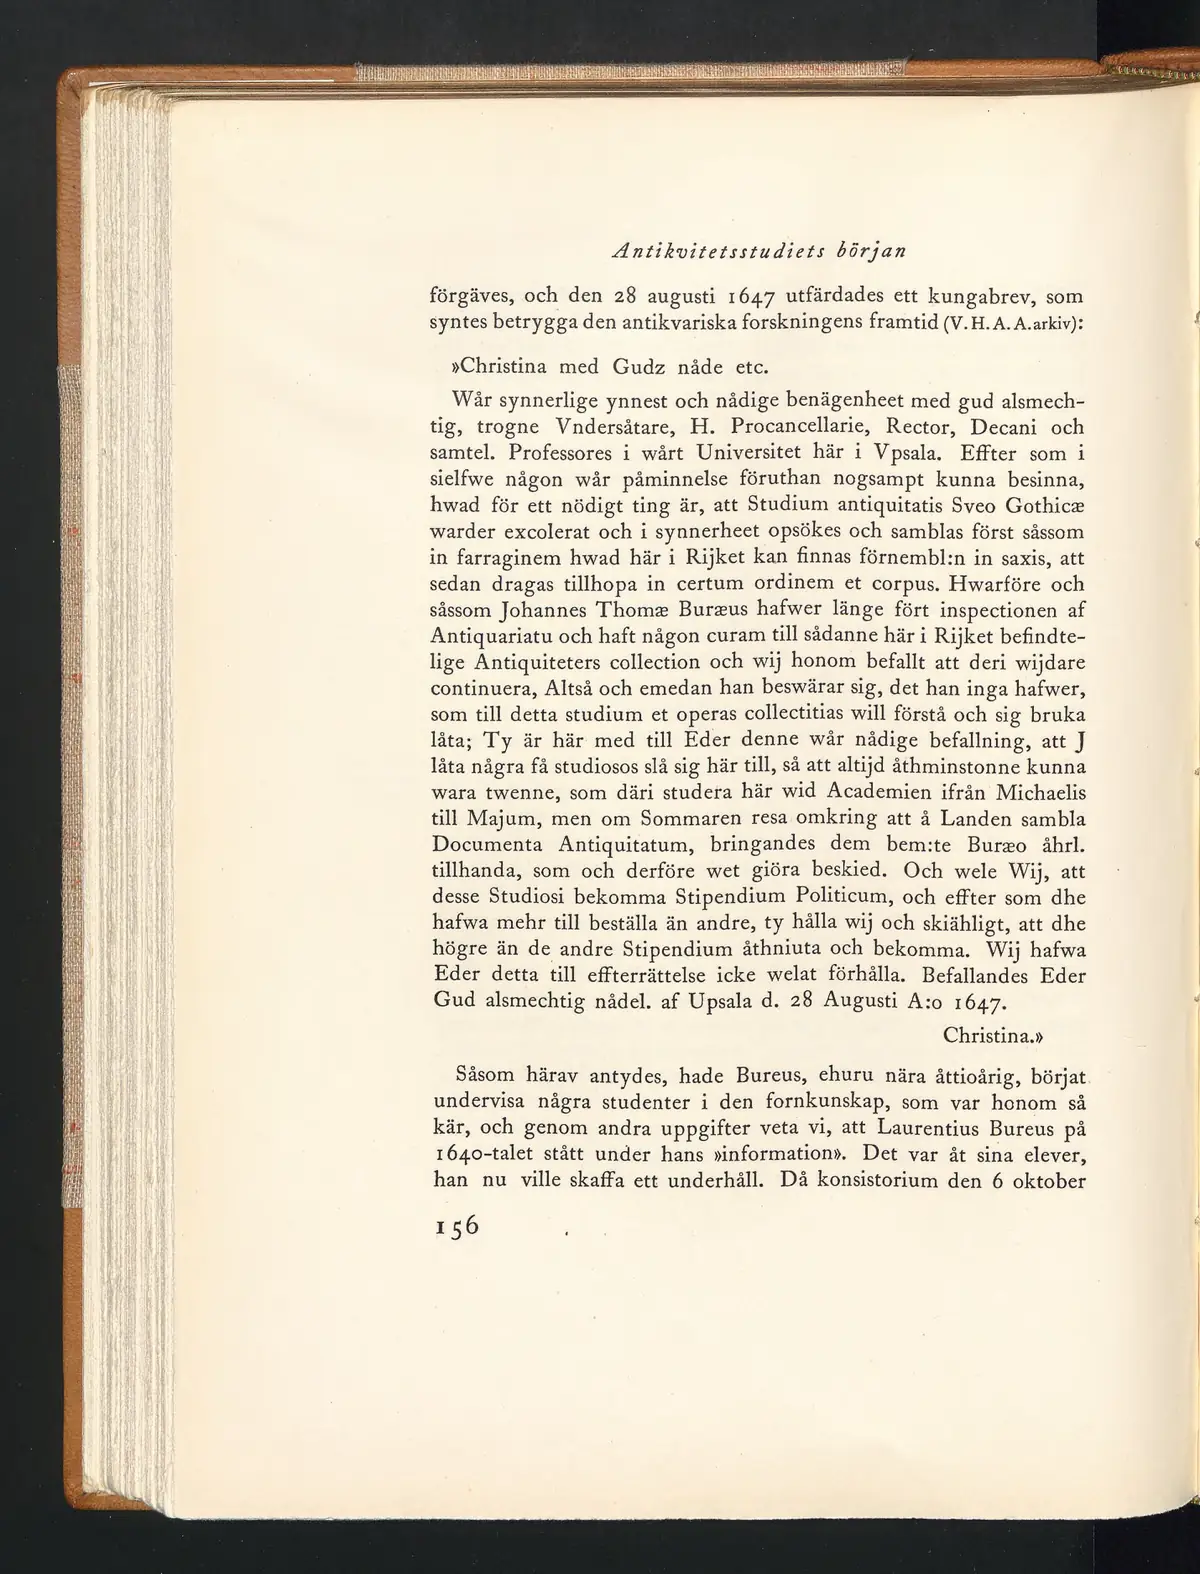 Antikvitetsstudiets början
förgäves, och den 28 augusti 1647 utfärdades ett kungabrev, som
syntes betrygga den antikvariska forskningens framtid (V.H.A.A.arkiv):
»Christina med Gudz nåde etc.
Wår synnerlige ynnest och nådige benägenheet med gud alsmech-
tig, trogne Vndersåtare, H. Procancellarie, Rector, Decani och
samtel. Professores i wårt Universitet här i Vpsala. Effter som i
sielfwe någon wår påminnelse föruthan nogsampt kunna besinna,
hwad för ett nödigt ting är, att Studium antiquitatis Sveo Gothicæ
warder excolerat och i synnerheet opsökes och samblas först såssom
in farraginem hwad här i Rijket kan finnas förnembl:n in saxis, att
sedan dragas tillhopa in certum ordinem et corpus. Hwarföre och
såssom Johannes Thomæ Buræus hafwer länge fört inspectionen af
Antiquariatu och haft någon curam till sådanne här i Rijket befindte-
lige Antiquiteters collection och wij honom befallt att deri wijdare
continuera, Altså och emedan han beswärar sig, det han inga hafwer,
som till detta studium et operas collectitias will förstå och sig bruka
låta; Ty är här med till Eder denne wår nådige befallning, att J
låta några få studiosos slå sig här till, så att altijd åthminstonne kunna
wara twenne, som däri studera här wid Academien ifrån Michaelis
till Majum, men om Sommaren resa omkring att å Landen sambla
Documenta Antiquitatum, bringandes dem bem:te Buræo åhrl.
tillhanda, som och derföre wet giöra beskied. Och wele Wij, att
desse Studiosi bekomma Stipendium Politicum, och effter som dhe
hafwa mehr till beställa än andre, ty hålla wij och skiähligt, att dhe
högre än de andre Stipendium åthniuta och bekomma. Wij hafwa
Eder detta till effterrättelse icke welat förhålla. Befallandes Eder
Gud alsmechtig nådel. af Upsala d. 28 Augusti A:o 1647.
Christina.»
Såsom härav antydes, hade Bureus, ehuru nära åttioårig, börjat
undervisa några studenter i den fornkunskap, som var honom så
kär, och genom andra uppgifter veta vi, att Laurentius Bureus på
1640-talet stått under hans »information». Det var åt sina elever,
han nu ville skaffa ett underhåll. Då konsistorium den 6 oktober
156